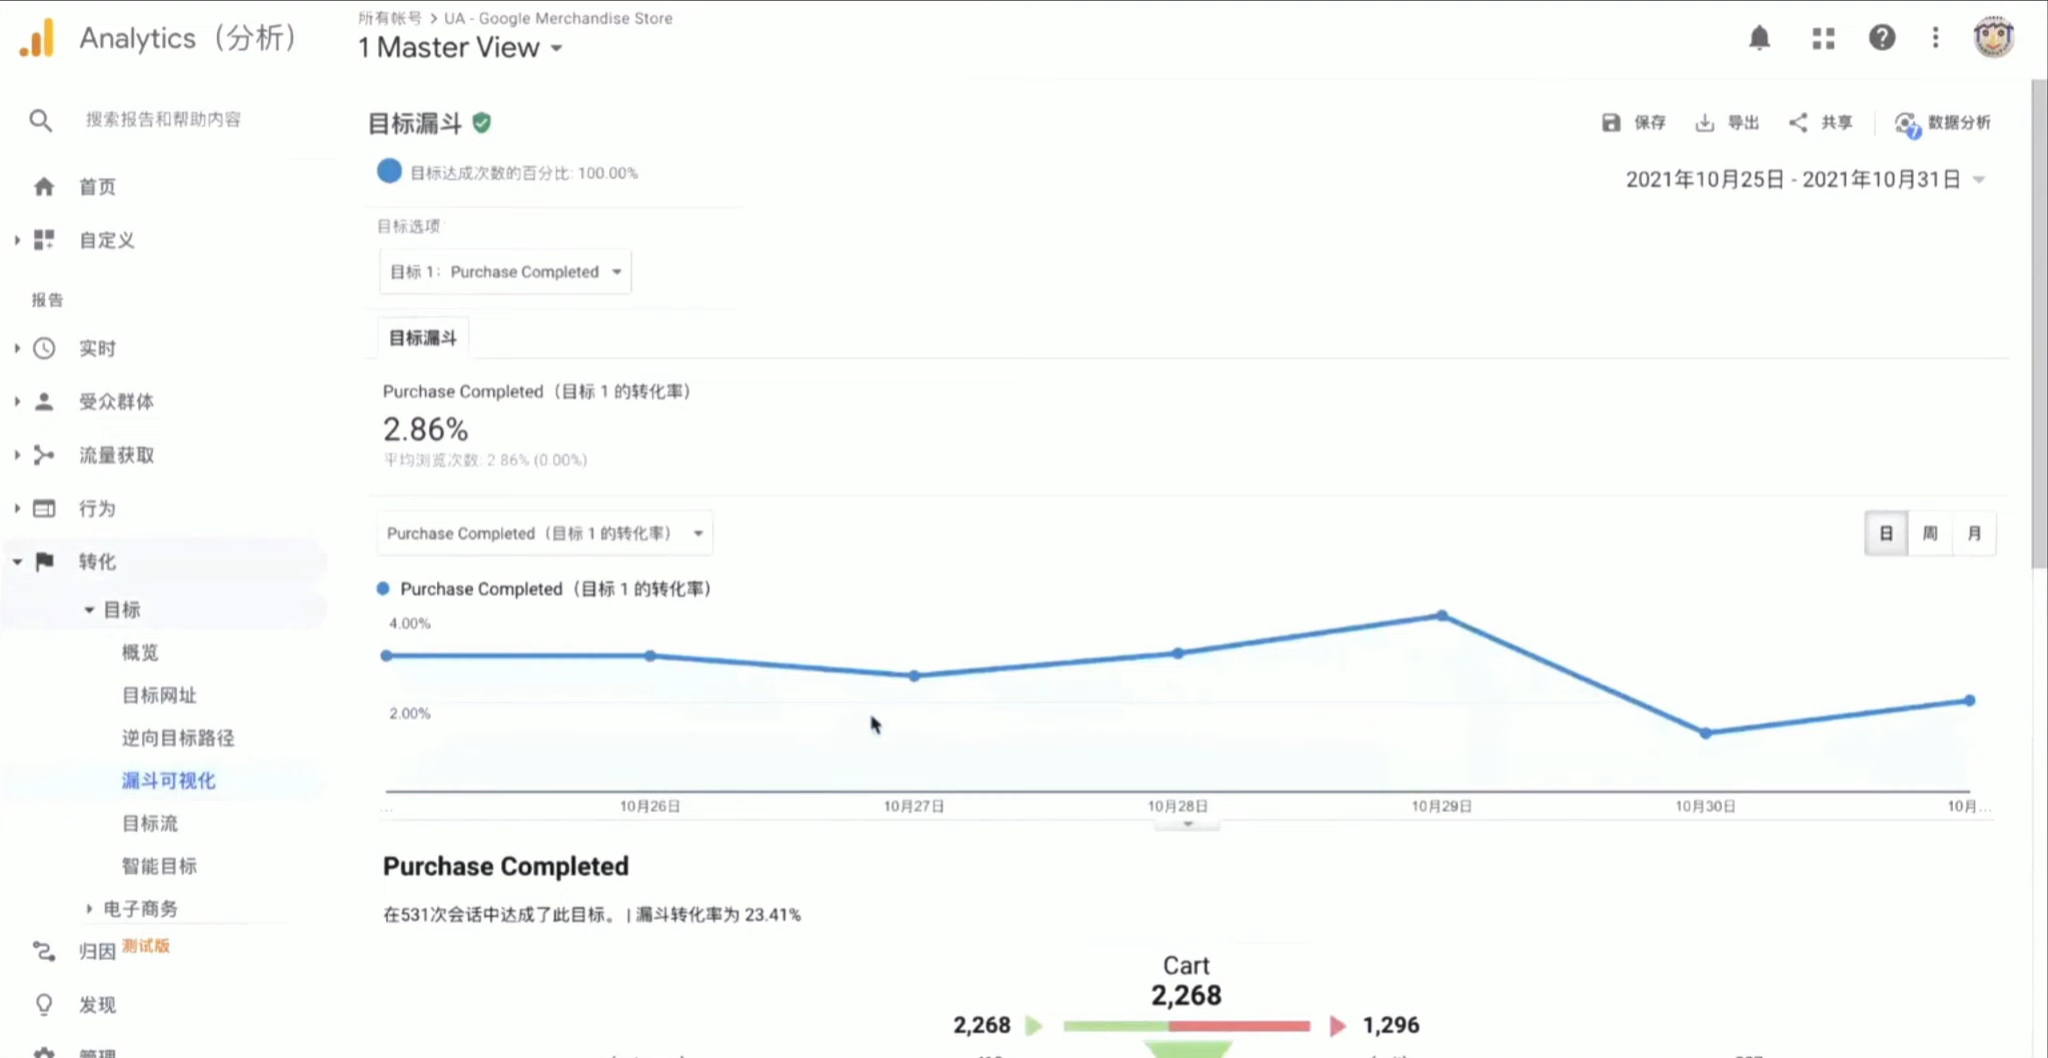 Analytics（分析）
所有帐号 > UA - Google Merchandise Store
1 Master View
搜索报告和帮助内容
首页
自定义
报告
实时
受众群体
流量获取
行为
转化
目标
概览
目标网址
逆向目标路径
漏斗可视化
目标流
智能目标
电子商务
归因 测试版
发现
管理
目标漏斗
保存
导出
共享
7
数据分析
目标达成次数的百分比: 100.00%
2021年10月25日 - 2021年10月31日
目标选项:
目标 1：Purchase Completed
目标漏斗
Purchase Completed（目标 1 的转化率）
2.86%
平均浏览次数: 2.86% (0.00%)
Purchase Completed（目标 1 的转化率）
日 周 月
Purchase Completed（目标 1 的转化率）
4.00%
2.00%
... 10月26日 10月27日 10月28日 10月29日 10月30日 10月...
Purchase Completed
在531次会话中达成了此目标。 | 漏斗转化率为 23.41%
Cart
2,268
2,268 1,296